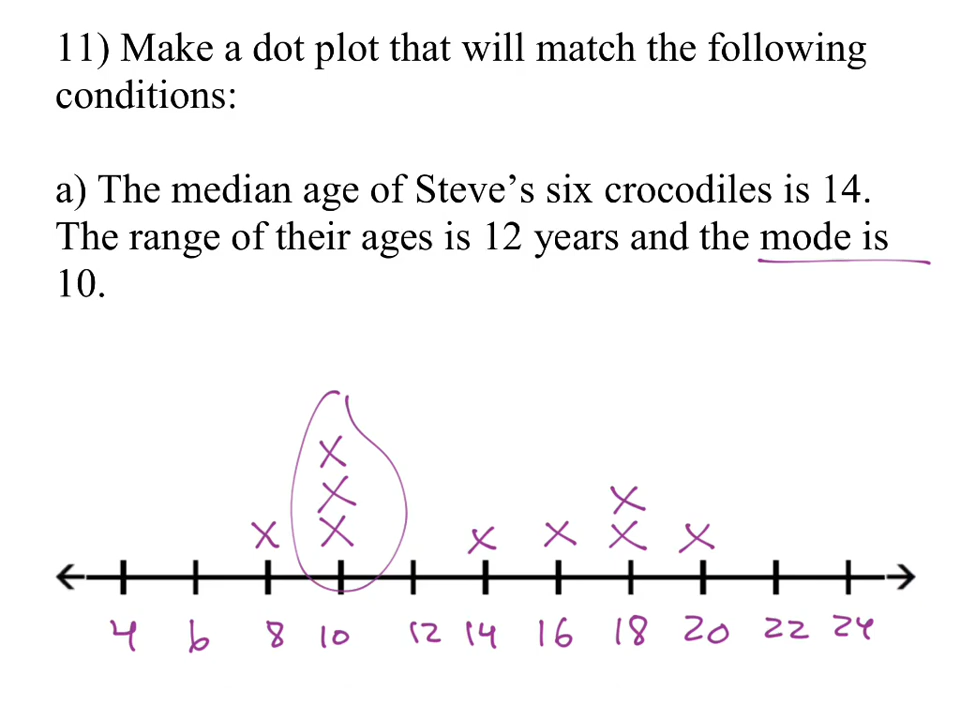 11) Make a dot plot that will match the following
conditions:
a) The median age of Steve’s six crocodiles is 14.
The range of their ages is 12 years and the mode is
10.
X
X X
X X X X X X
4 6 8 10 12 14 16 18 20 22 24